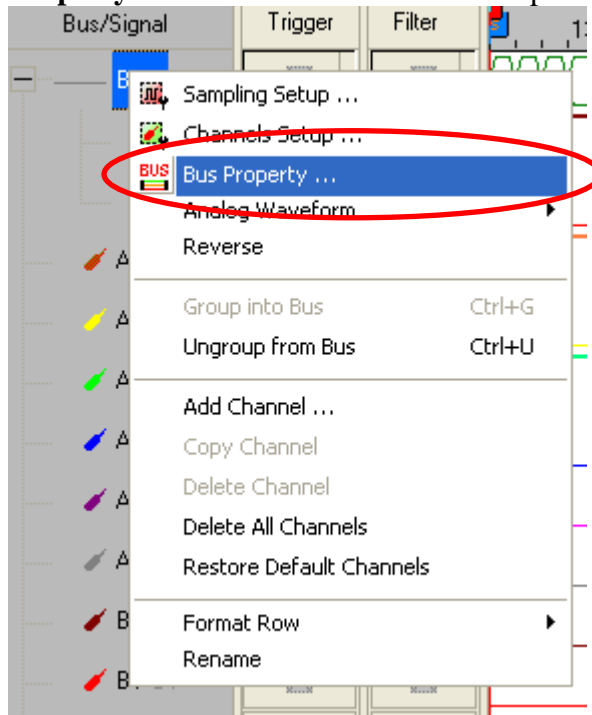 Bus/Signal Trigger Filter
B
Sampling Setup ...
Channels Setup ...
BUS Bus Property ...
Analog Waveform
Reverse
A
Group into Bus Ctrl+G
A
Ungroup from Bus Ctrl+U
A
Add Channel ...
A Copy Channel
Delete Channel
A
Delete All Channels
A Restore Default Channels
B Format Row
Rename
B